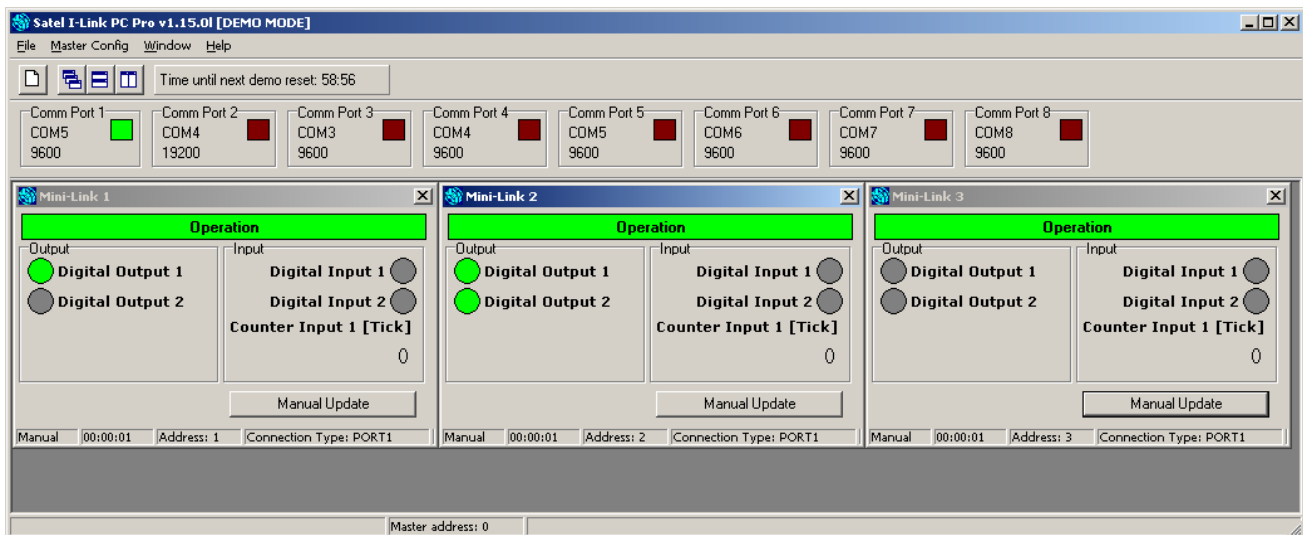 Satel I-Link PC Pro v1.15.0l [DEMO MODE]
File Master Config Window Help
Time until next demo reset: 58:56
Comm Port 1 Comm Port 2 Comm Port 3 Comm Port 4 Comm Port 5 Comm Port 6 Comm Port 7 Comm Port 8
COM5 COM4 COM3 COM4 COM5 COM6 COM7 COM8
9600 19200 9600 9600 9600 9600 9600 9600
Mini-Link 1
Operation
Output Input
Digital Output 1 Digital Input 1
Digital Output 2 Digital Input 2
Counter Input 1 [Tick]
0
Manual Update
Manual 00:00:01 Address: 1 Connection Type: PORT1
Mini-Link 2
Operation
Output Input
Digital Output 1 Digital Input 1
Digital Output 2 Digital Input 2
Counter Input 1 [Tick]
0
Manual Update
Manual 00:00:01 Address: 2 Connection Type: PORT1
Mini-Link 3
Operation
Output Input
Digital Output 1 Digital Input 1
Digital Output 2 Digital Input 2
Counter Input 1 [Tick]
0
Manual Update
Manual 00:00:01 Address: 3 Connection Type: PORT1
Master address: 0